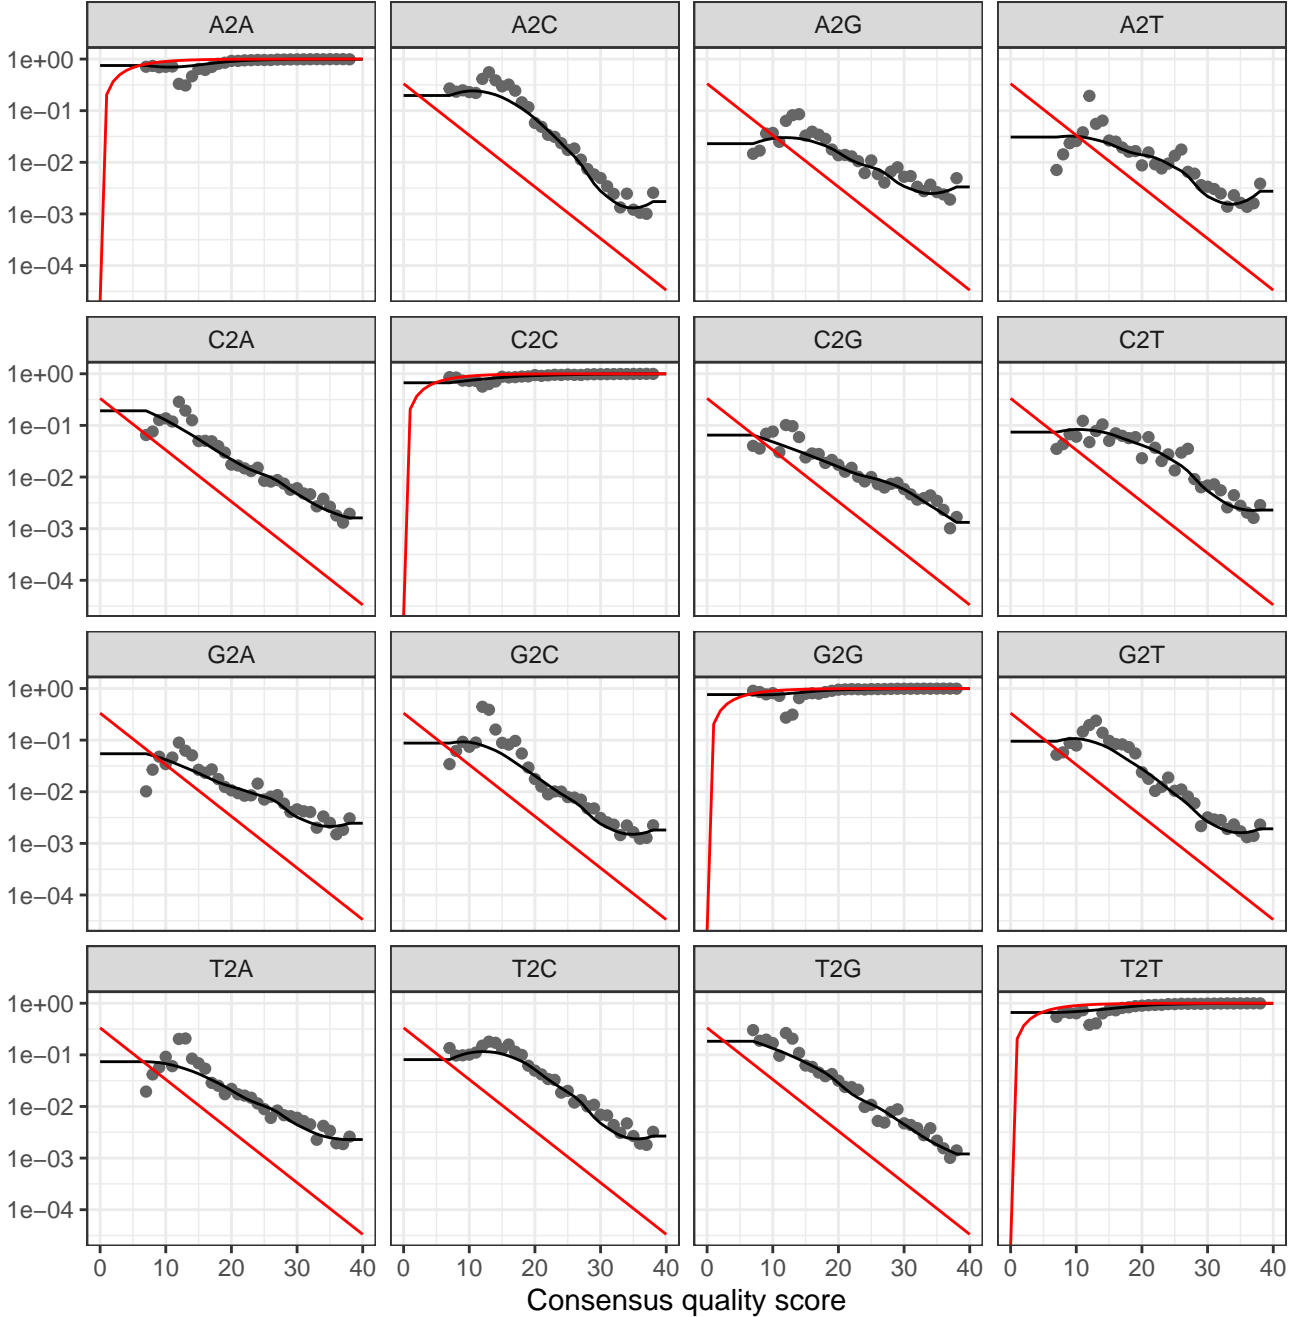 A2A A2C A2G A2T
1e+00
1e−01
1e−02
1e−03
1e−04
C2A C2C C2G C2T
1e+00
1e−01
1e−02
1e−03
1e−04
G2A G2C G2G G2T
1e+00
1e−01
1e−02
1e−03
1e−04
T2A T2C T2G T2T
1e+00
1e−01
1e−02
1e−03
1e−04
0 10 20 30 40 0 10 20 30 40 0 10 20 30 40 0 10 20 30 40
Consensus quality score